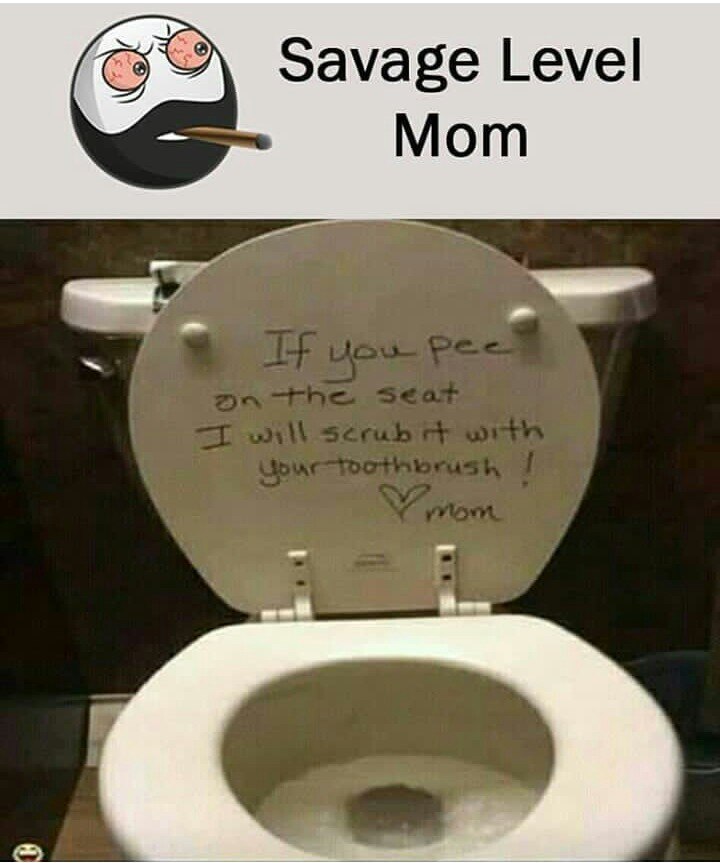 Savage Level
Mom
If you pee
on the seat
I will scrub it with
your toothbrush !
♡ mom